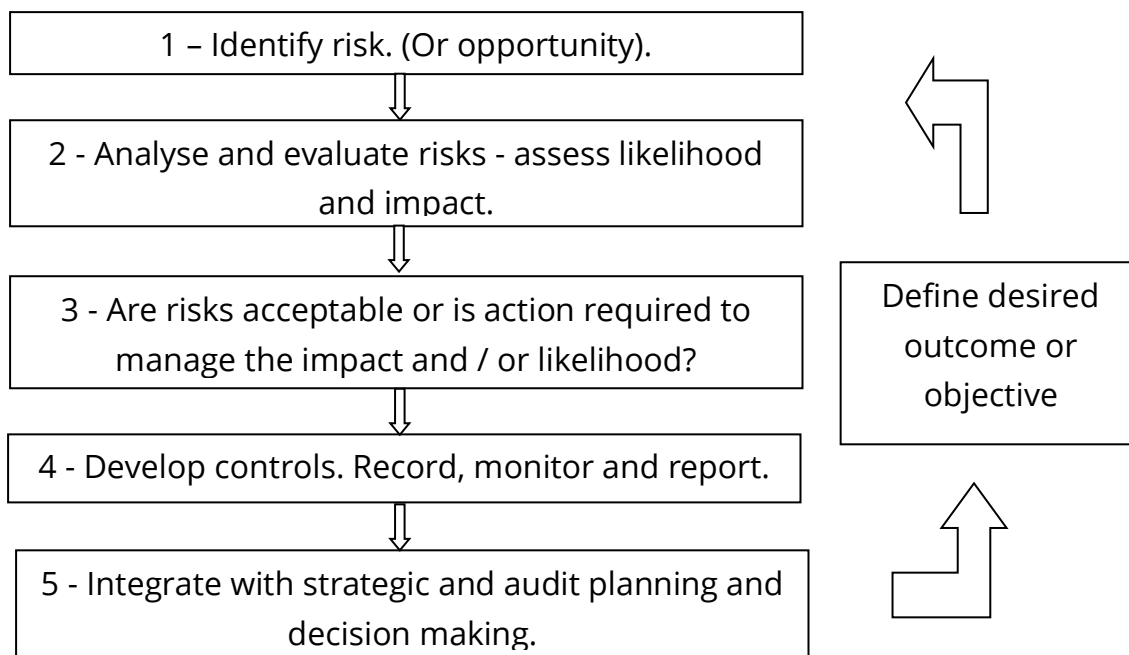 1 – Identify risk. (Or opportunity).
2 - Analyse and evaluate risks - assess likelihood
and impact.
3 - Are risks acceptable or is action required to
manage the impact and / or likelihood?
4 - Develop controls. Record, monitor and report.
5 - Integrate with strategic and audit planning and
decision making.
Define desired
outcome or
objective